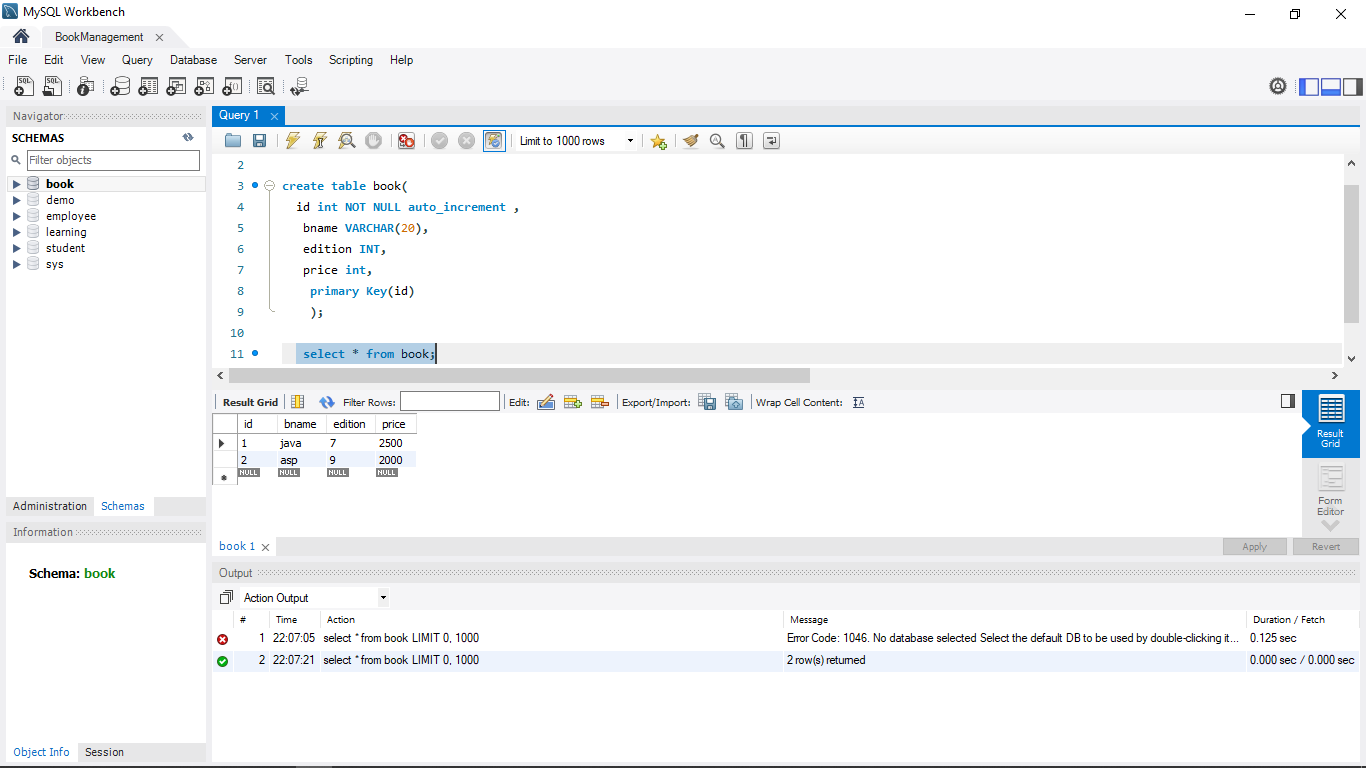 MySQL Workbench
BookManagement
File Edit View Query Database Server Tools Scripting Help
Navigator
SCHEMAS
Filter objects
book
demo
employee
learning
student
sys
Administration Schemas
Information
Schema: book
Object Info Session
Query 1
Limit to 1000 rows
2
3 create table book(
4 id int NOT NULL auto_increment ,
5 bname VARCHAR(20),
6 edition INT,
7 price int,
8 primary Key(id)
9 );
10
11 select * from book;
Result Grid Filter Rows: Edit: Export/Import: Wrap Cell Content:
id bname edition price
1 java 7 2500
2 asp 9 2000
NULL NULL NULL NULL
Result
Grid
Form
Editor
book 1 Apply Revert
Output
Action Output
# Time Action Message Duration / Fetch
1 22:07:05 select * from book LIMIT 0, 1000 Error Code: 1046. No database selected Select the default DB to be used by double-clicking it... 0.125 sec
2 22:07:21 select * from book LIMIT 0, 1000 2 row(s) returned 0.000 sec / 0.000 sec